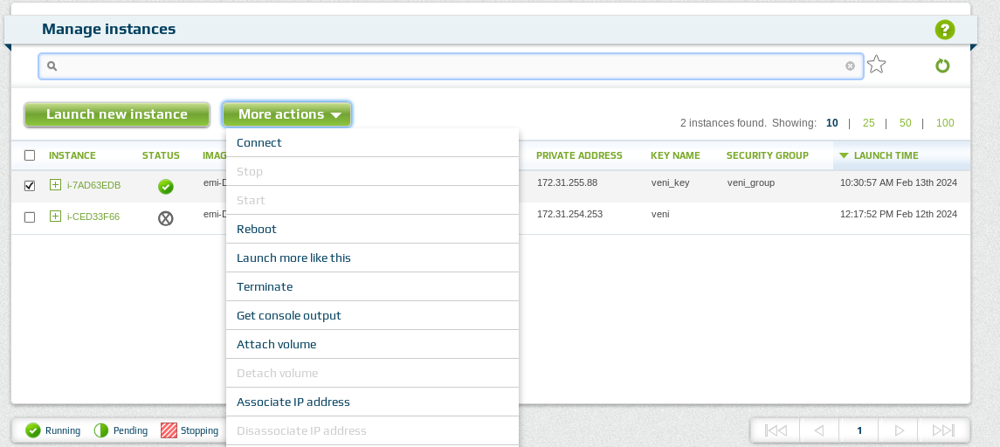 Manage instances
?
Launch new instance
More actions
2 instances found. Showing: 10 | 25 | 50 | 100
INSTANCE STATUS IMAG PRIVATE ADDRESS KEY NAME SECURITY GROUP LAUNCH TIME
i-7AD63EDB emi-D 172.31.255.88 veni_key veni_group 10:30:57 AM Feb 13th 2024
i-CED33F66 emi-D 172.31.254.253 veni 12:17:52 PM Feb 12th 2024
Connect
Stop
Start
Reboot
Launch more like this
Terminate
Get console output
Attach volume
Detach volume
Associate IP address
Disassociate IP address
Running Pending Stopping
1